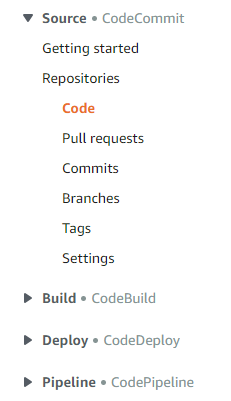 Source • CodeCommit
Getting started
Repositories
Code
Pull requests
Commits
Branches
Tags
Settings
Build • CodeBuild
Deploy • CodeDeploy
Pipeline • CodePipeline